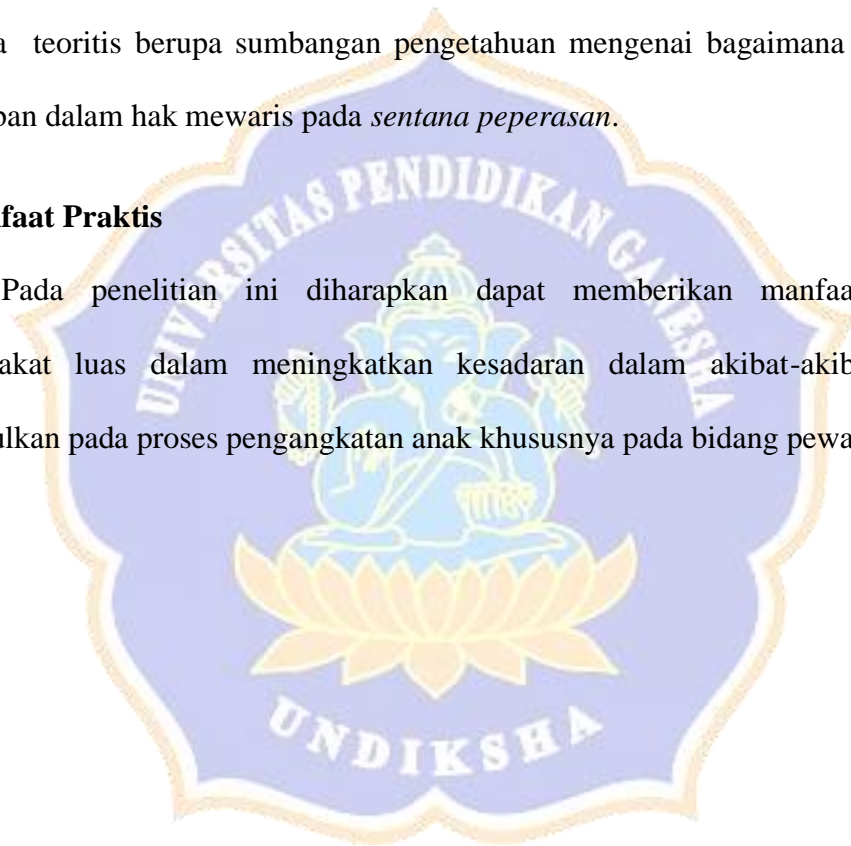 a teoritis berupa sumbangan pengetahuan mengenai bagaimana
ban dalam hak mewaris pada sentana peperasan.
faat Praktis
Pada penelitian ini diharapkan dapat memberikan manfaa
akat luas dalam meningkatkan kesadaran dalam akibat-akib
ulkan pada proses pengangkatan anak khususnya pada bidang pewa
UNIVERSITAS PENDIDIKAN GANESHA
UNDIKSHA